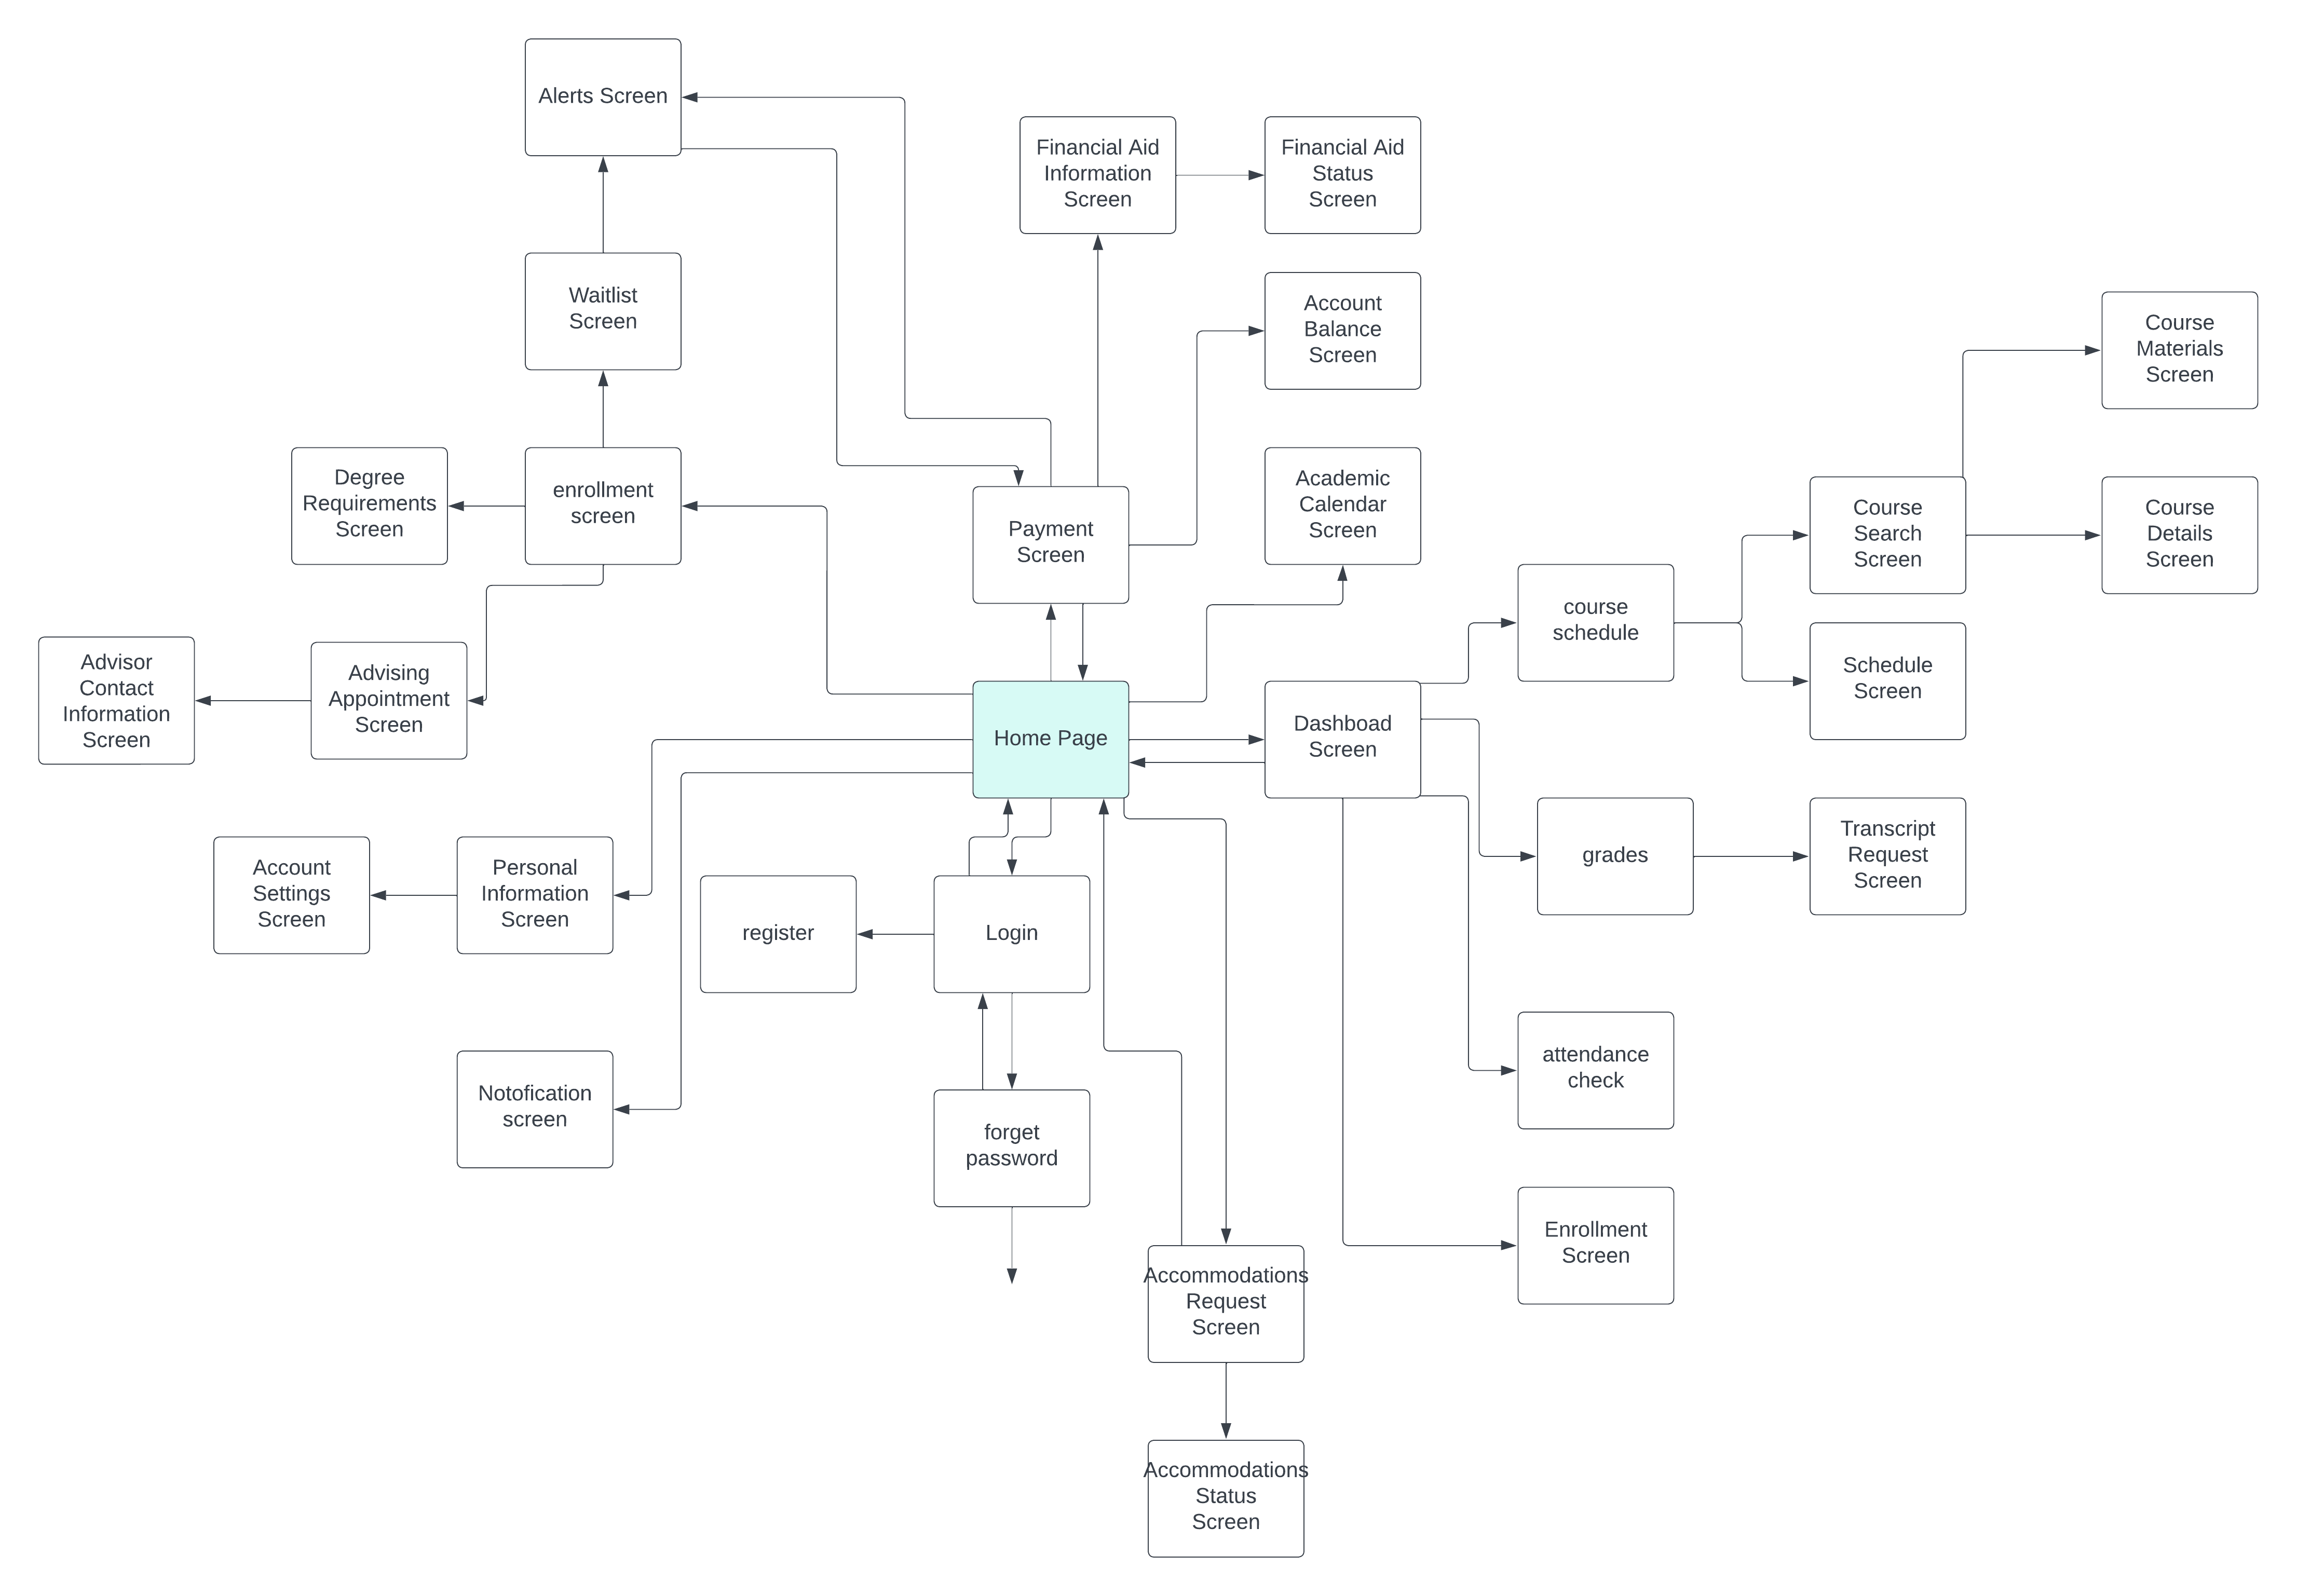 Alerts Screen
Financial Aid
Information
Screen
Financial Aid
Status
Screen
Waitlist
Screen
Account
Balance
Screen
Course
Materials
Screen
Degree
Requirements
Screen
enrollment
screen
Payment
Screen
Academic
Calendar
Screen
Course
Search
Screen
Course
Details
Screen
course
schedule
Schedule
Screen
Advisor
Contact
Information
Screen
Advising
Appointment
Screen
Home Page
Dashboad
Screen
Account
Settings
Screen
Personal
Information
Screen
register
Login
grades
Transcript
Request
Screen
Notofication
screen
forget
password
attendance
check
Enrollment
Screen
Accommodations
Request
Screen
Accommodations
Status
Screen